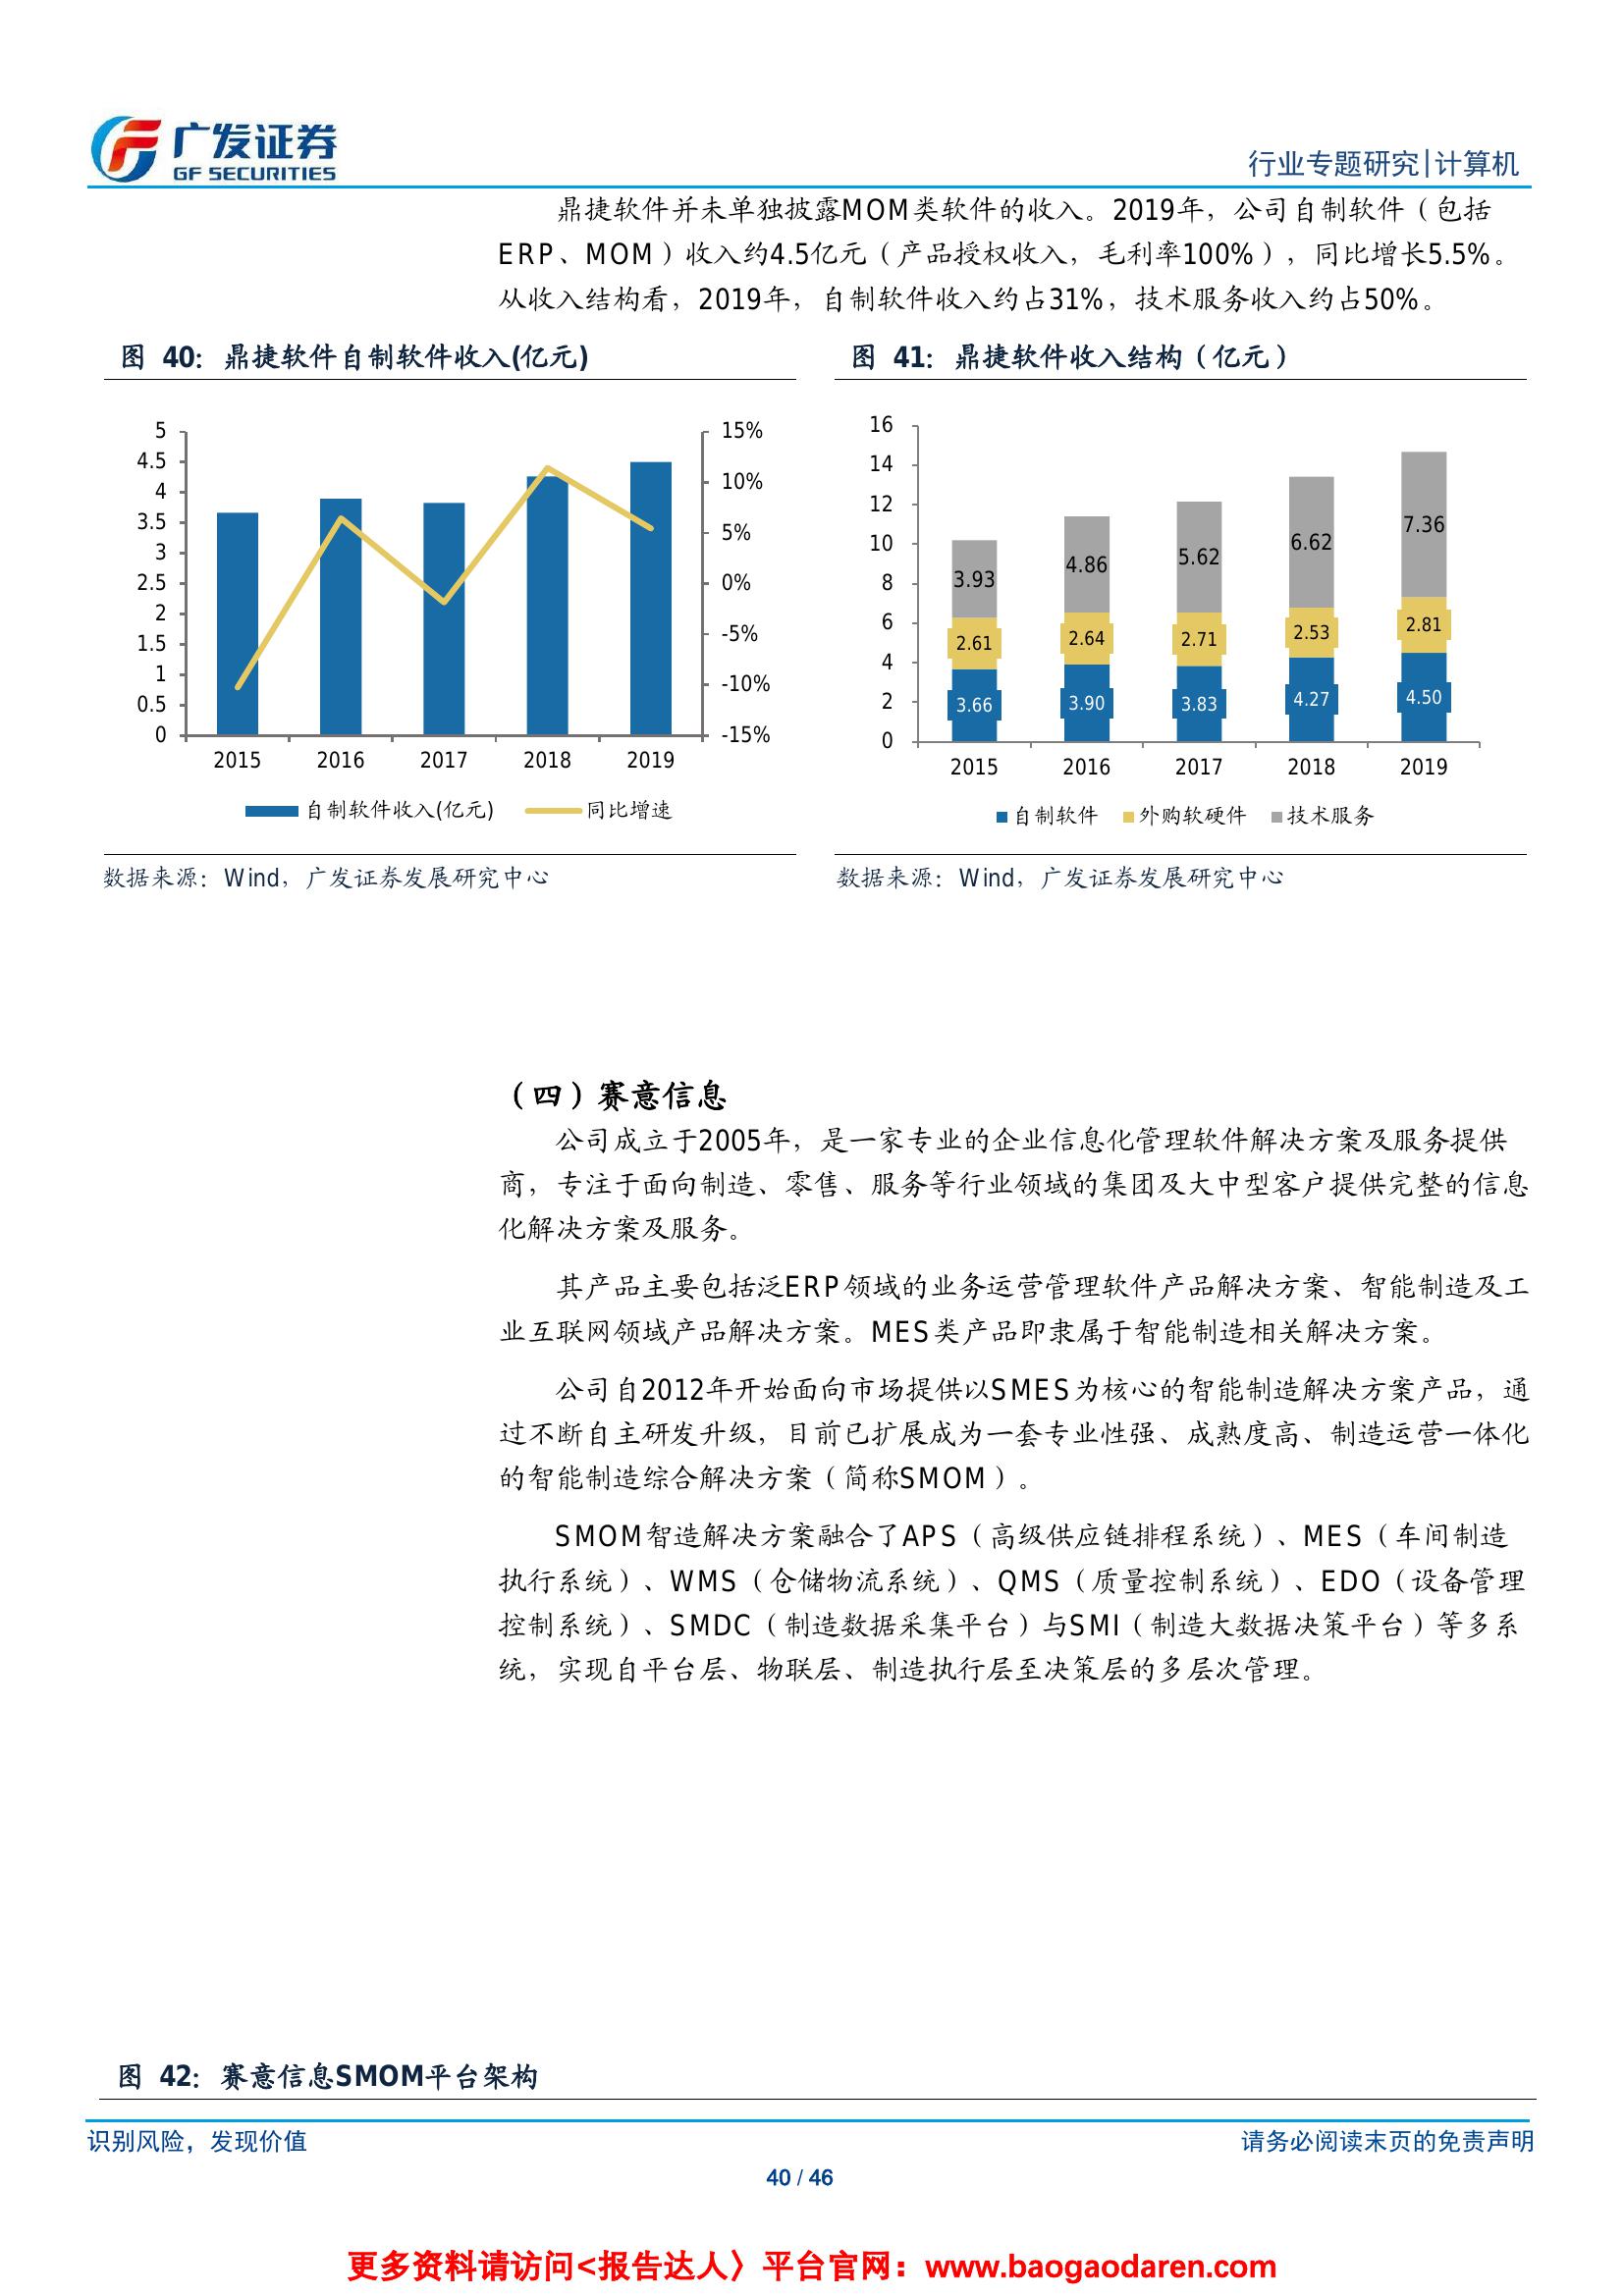 广发证券
GF SECURITIES
行业专题研究|计算机
鼎捷软件并未单独披露MOM类软件的收入。2019年，公司自制软件（包括
ERP、MOM）收入约4.5亿元（产品授权收入，毛利率100%），同比增长5.5%。
从收入结构看，2019年，自制软件收入约占31%，技术服务收入约占50%。
图 40：鼎捷软件自制软件收入(亿元)
5
4.5
4
3.5
3
2.5
2
1.5
1
0.5
0
15%
10%
5%
0%
-5%
-10%
-15%
2015 2016 2017 2018 2019
自制软件收入(亿元) 同比增速
数据来源：Wind，广发证券发展研究中心
图 41：鼎捷软件收入结构（亿元）
16
14
12
10
8
6
4
2
0
3.93 4.86 5.62 6.62 7.36
2.61 2.64 2.71 2.53 2.81
3.66 3.90 3.83 4.27 4.50
2015 2016 2017 2018 2019
自制软件 外购软硬件 技术服务
数据来源：Wind，广发证券发展研究中心
（四）赛意信息
公司成立于2005年，是一家专业的企业信息化管理软件解决方案及服务提供
商，专注于面向制造、零售、服务等行业领域的集团及大中型客户提供完整的信息
化解决方案及服务。
其产品主要包括泛ERP领域的业务运营管理软件产品解决方案、智能制造及工
业互联网领域产品解决方案。MES类产品即隶属于智能制造相关解决方案。
公司自2012年开始面向市场提供以SMES为核心的智能制造解决方案产品，通
过不断自主研发升级，目前已扩展成为一套专业性强、成熟度高、制造运营一体化
的智能制造综合解决方案（简称SMOM）。
SMOM智造解决方案融合了APS（高级供应链排程系统）、MES（车间制造
执行系统）、WMS（仓储物流系统）、QMS（质量控制系统）、EDO（设备管理
控制系统）、SMDC（制造数据采集平台）与SMI（制造大数据决策平台）等多系
统，实现自平台层、物联层、制造执行层至决策层的多层次管理。
图 42：赛意信息SMOM平台架构
识别风险，发现价值
请务必阅读末页的免责声明
40 / 46
更多资料请访问<报告达人〉平台官网：www.baogaodaren.com